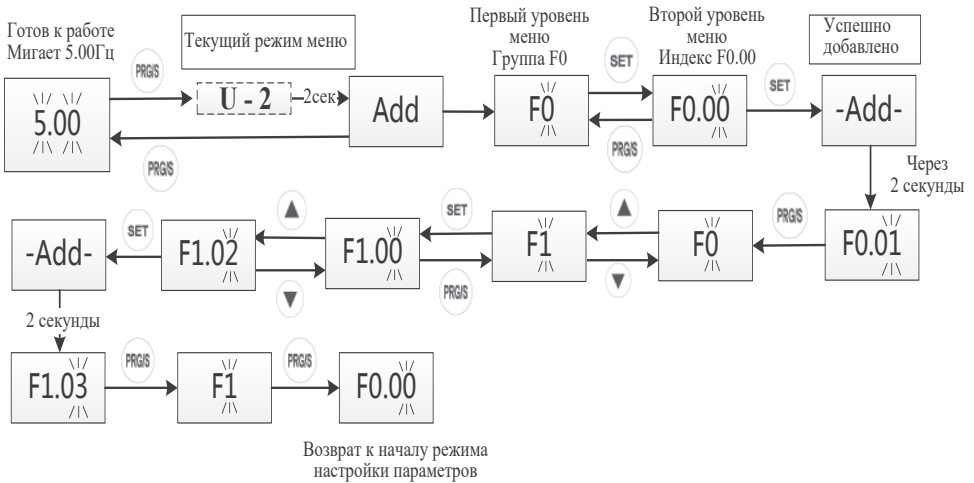 Готов к работе
Мигает 5.00Гц
5.00
PRG/S
Текущий режим меню
U - 2
2сек
Add
PRG/S
Первый уровень
меню
Группа F0
F0
SET
PRG/S
Второй уровень
меню
Индекс F0.00
F0.00
SET
Успешно
добавлено
-Add-
Через
2 секунды
-Add-
SET
F1.02
▲
▼
F1.00
SET
PRG/S
F1
▲
▼
F0
PRG/S
F0.01
2 секунды
F1.03
PRG/S
F1
PRG/S
F0.00
Возврат к началу режима
настройки параметров